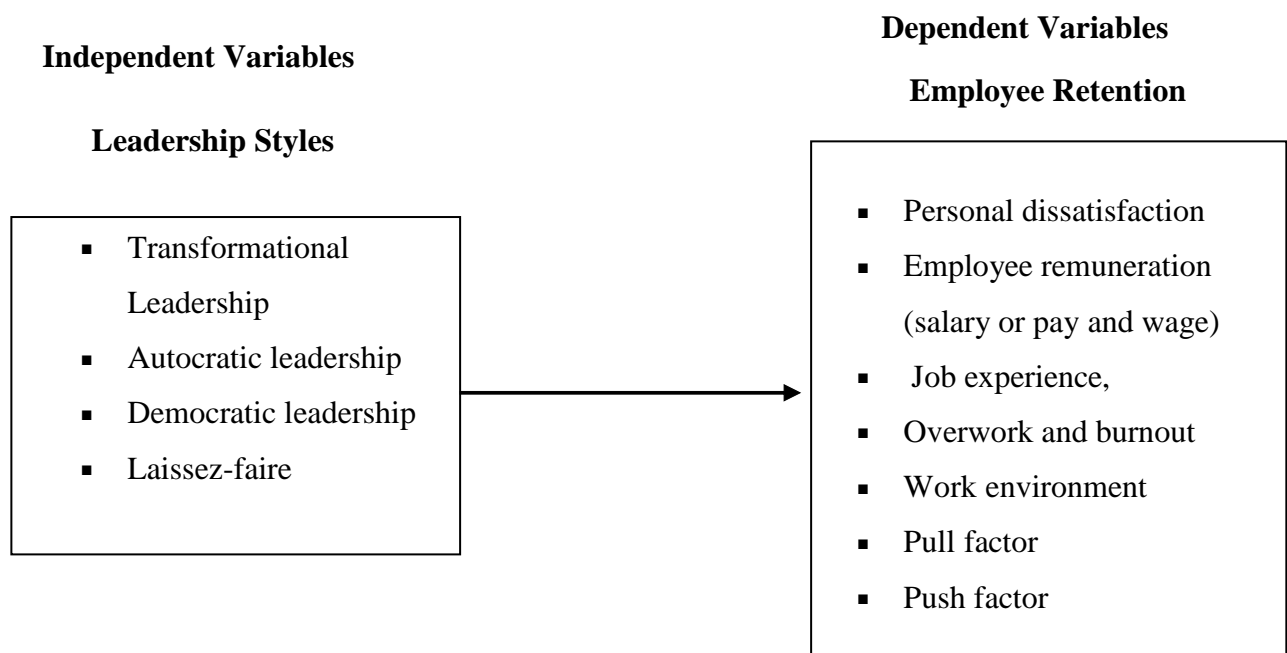 Independent Variables
Leadership Styles
▪ Transformational
Leadership
▪ Autocratic leadership
▪ Democratic leadership
▪ Laissez-faire
Dependent Variables
Employee Retention
▪ Personal dissatisfaction
▪ Employee remuneration
(salary or pay and wage)
▪ Job experience,
▪ Overwork and burnout
▪ Work environment
▪ Pull factor
▪ Push factor